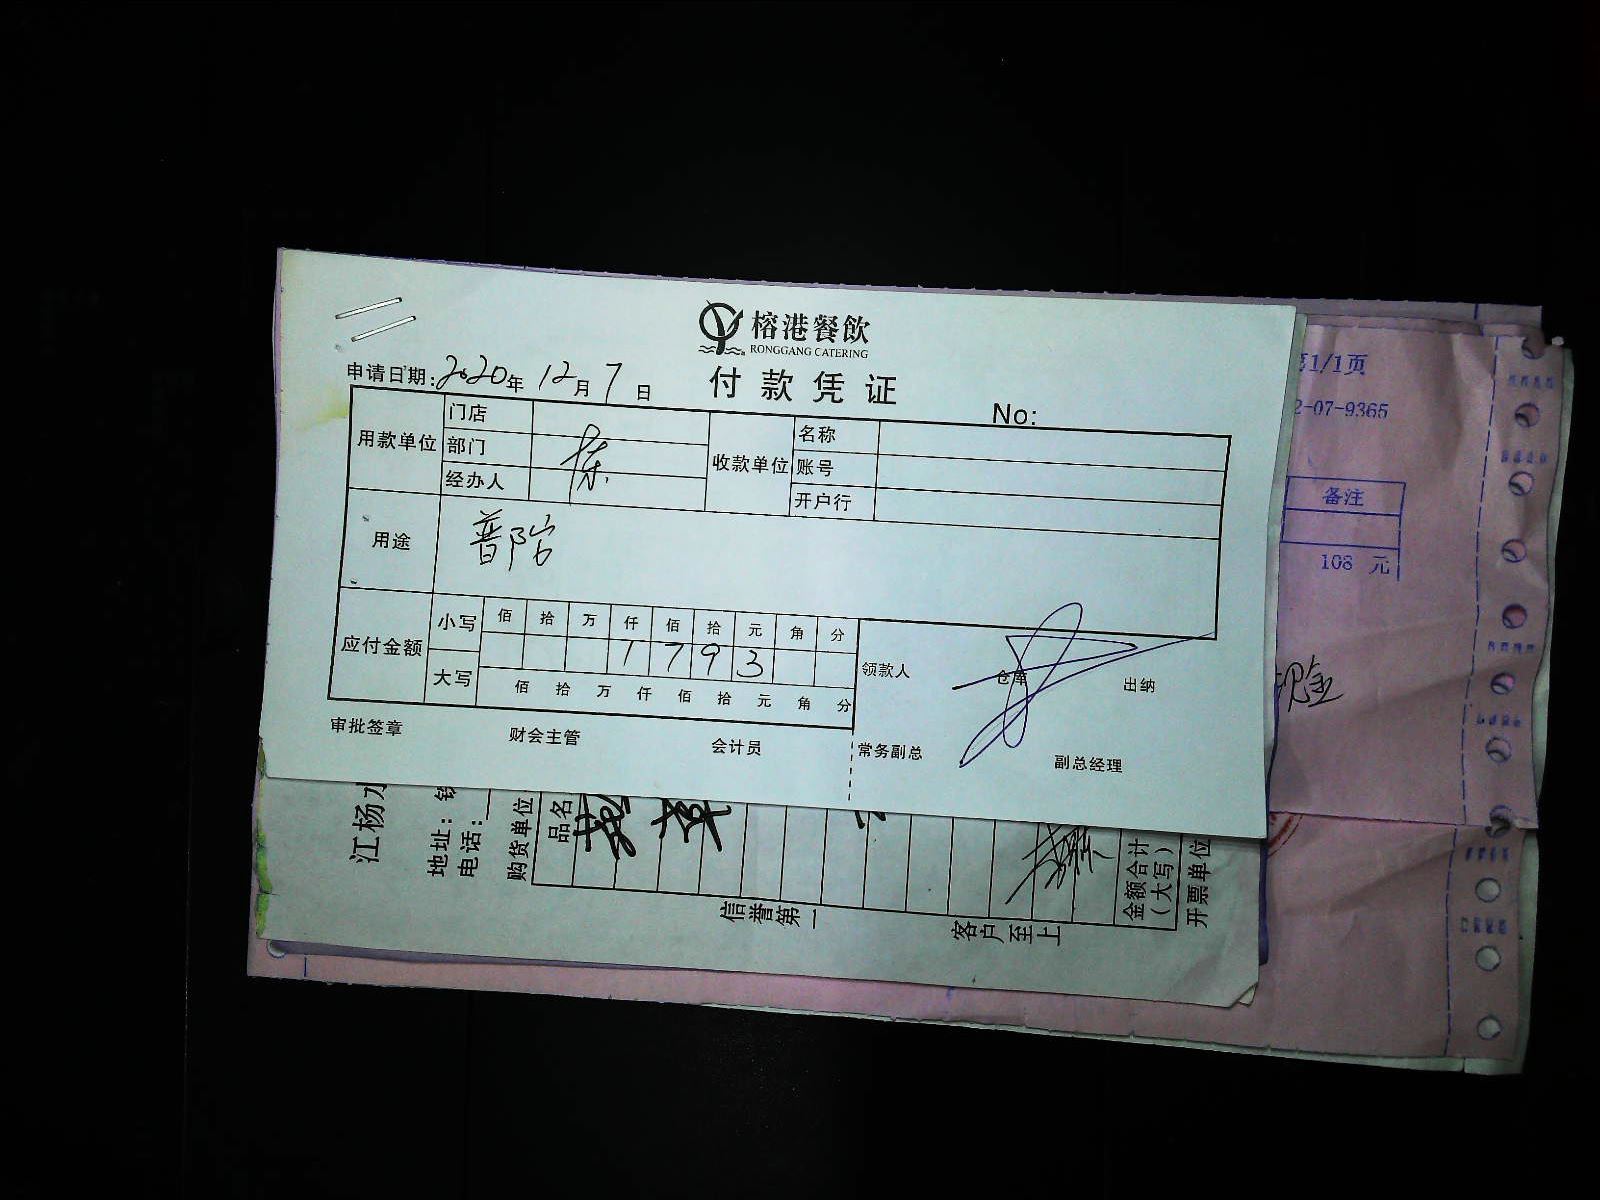 榕港餐飲
RONGGANG CATERING
付款凭证
申请日期:2020年12月7日
No:
用款单位 门店 收款单位 名称
部门 陈 账号
经办人 开户行
用途 普陀
应付金额 小写 佰 拾 万 仟 佰 拾 元 角 分
1 7 9 3
大写 佰 拾 万 仟 佰 拾 元 角 分
领款人 仓库 出纳
审批签章 财会主管 会计员 常务副总 副总经理
第1/1页
2-07-9365
备注
108 元
现金
江杨水
地址:
电话:
购货单位
品名
金额合计
(大写)
开票单位
信誉第一
客户至上